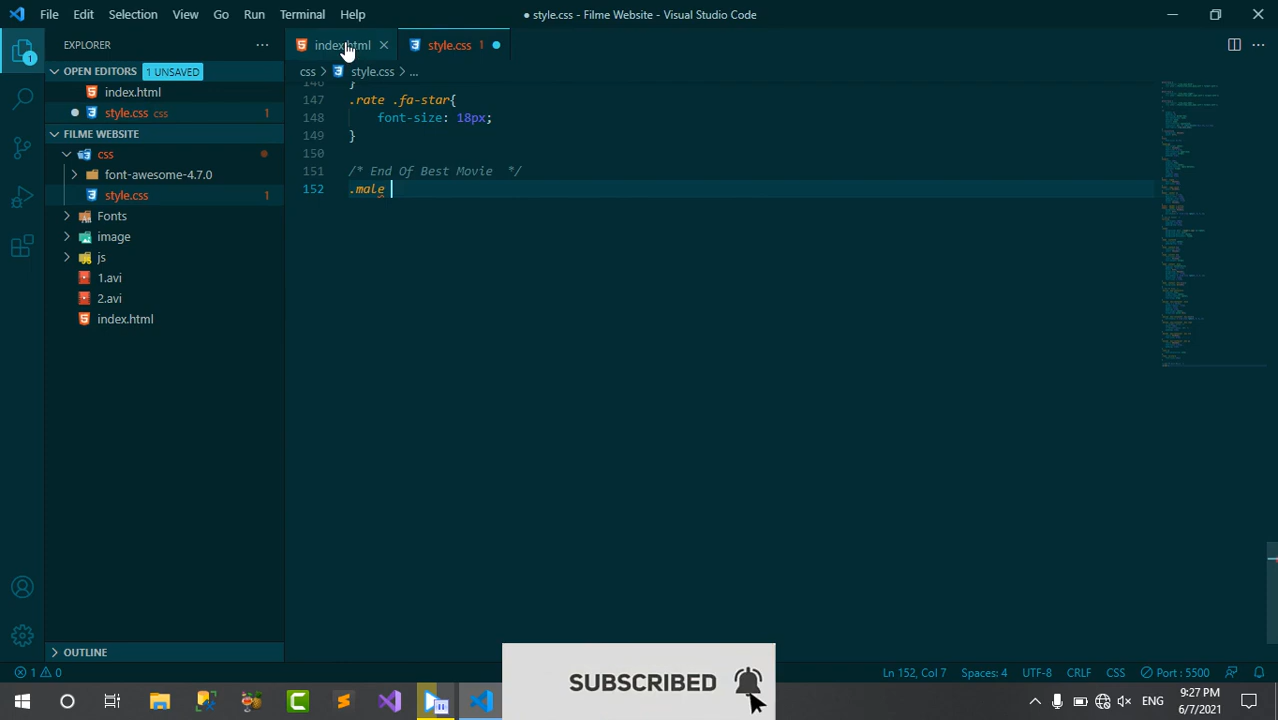 File Edit Selection View Go Run Terminal Help
● style.css - Filme Website - Visual Studio Code
EXPLORER
index.html
style.css 1
OPEN EDITORS 1 UNSAVED
css > style.css > ...
index.html
style.css css 1
FILME WEBSITE
css
font-awesome-4.7.0
style.css 1
Fonts
image
js
1.avi
2.avi
index.html
OUTLINE
146 }
147 .rate .fa-star{
148 font-size: 18px;
149 }
150
151 /* End Of Best Movie */
152 .male
1
SUBSCRIBED
1 0
Ln 152, Col 7 Spaces: 4 UTF-8 CRLF CSS Port : 5500
ENG
9:27 PM
6/7/2021